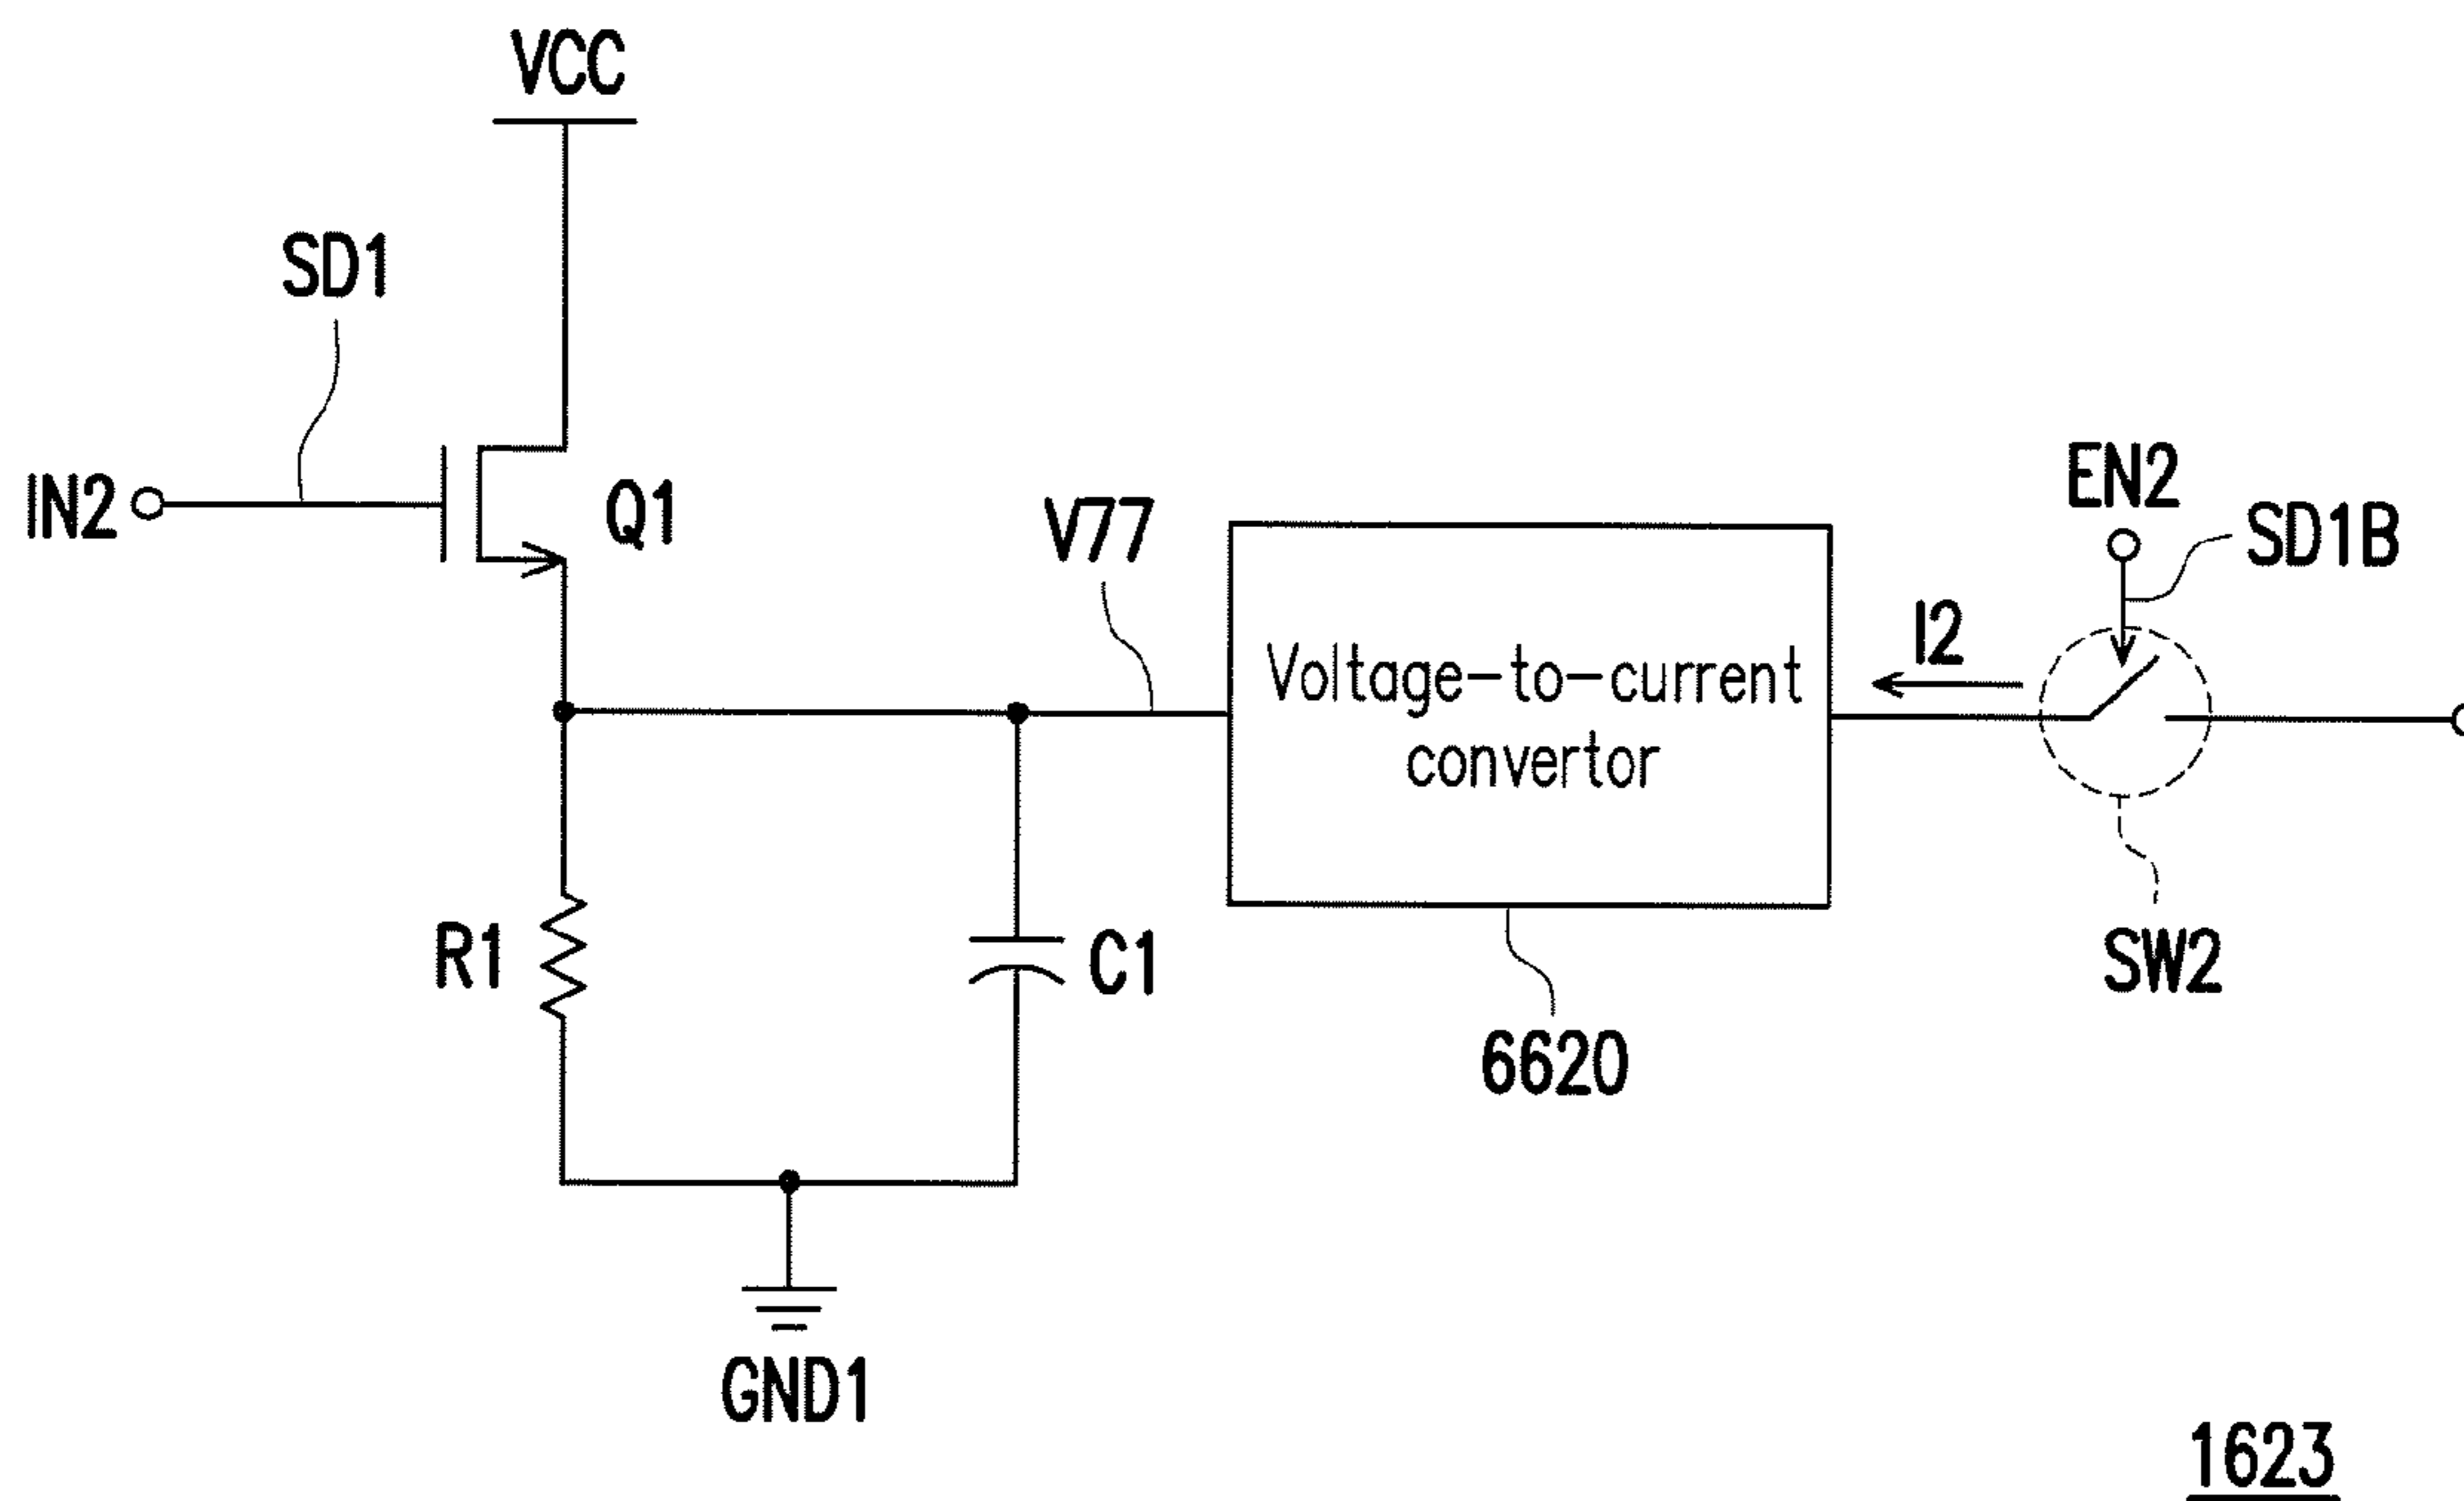 VCC
SD1
IN2
Q1
V77
EN2
SD1B
I2
Voltage-to-current
convertor
R1
C1
SW2
6620
GND1
1623